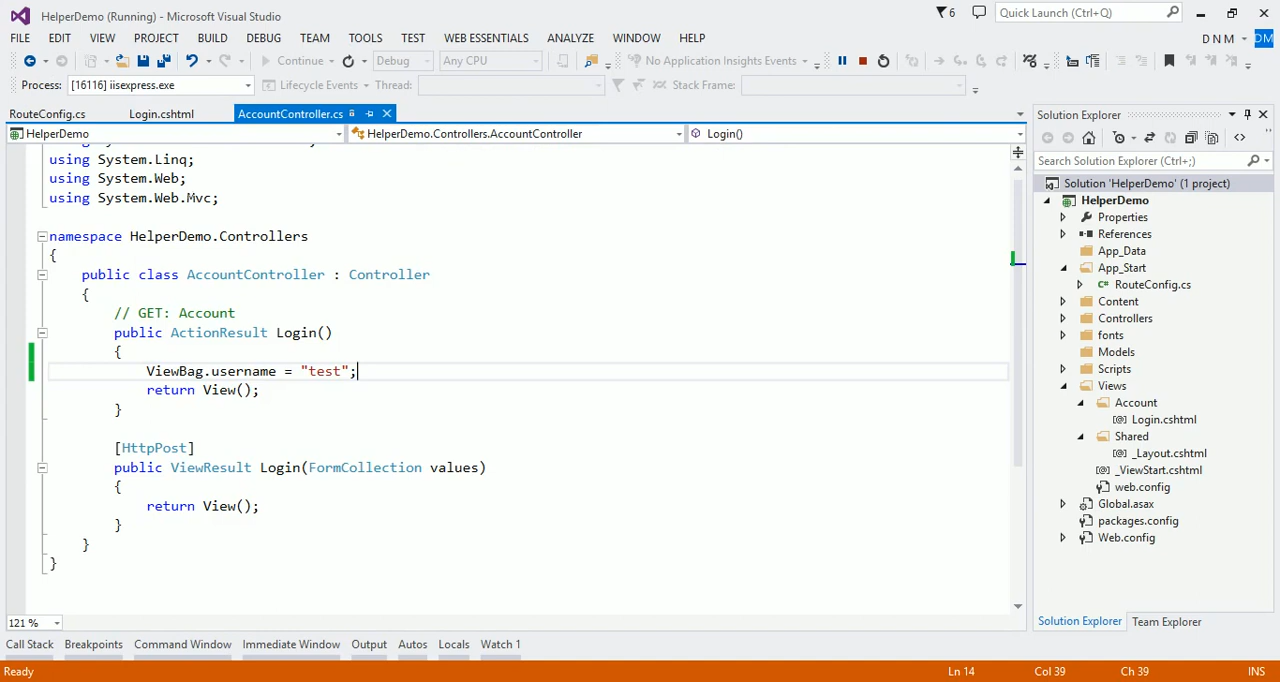 HelperDemo (Running) - Microsoft Visual Studio
6
Quick Launch (Ctrl+Q)
FILE EDIT VIEW PROJECT BUILD DEBUG TEAM TOOLS TEST WEB ESSENTIALS ANALYZE WINDOW HELP
D N M
DM
Continue
Debug
Any CPU
No Application Insights Events
Process: [16116] iisexpress.exe
Lifecycle Events
Thread:
Stack Frame:
RouteConfig.cs
Login.cshtml
AccountController.cs
HelperDemo
HelperDemo.Controllers.AccountController
Login()
using System.Linq;
using System.Web;
using System.Web.Mvc;
namespace HelperDemo.Controllers
{
public class AccountController : Controller
{
// GET: Account
public ActionResult Login()
{
ViewBag.username = "test";
return View();
}
[HttpPost]
public ViewResult Login(FormCollection values)
{
return View();
}
}
}
121 %
Solution Explorer
Search Solution Explorer (Ctrl+;)
Solution 'HelperDemo' (1 project)
HelperDemo
Properties
References
App_Data
App_Start
C# RouteConfig.cs
Content
Controllers
fonts
Models
Scripts
Views
Account
[@] Login.cshtml
Shared
[@] _Layout.cshtml
[@] _ViewStart.cshtml
web.config
Global.asax
packages.config
Web.config
Solution Explorer
Team Explorer
Call Stack
Breakpoints
Command Window
Immediate Window
Output
Autos
Locals
Watch 1
Ready
Ln 14
Col 39
Ch 39
INS